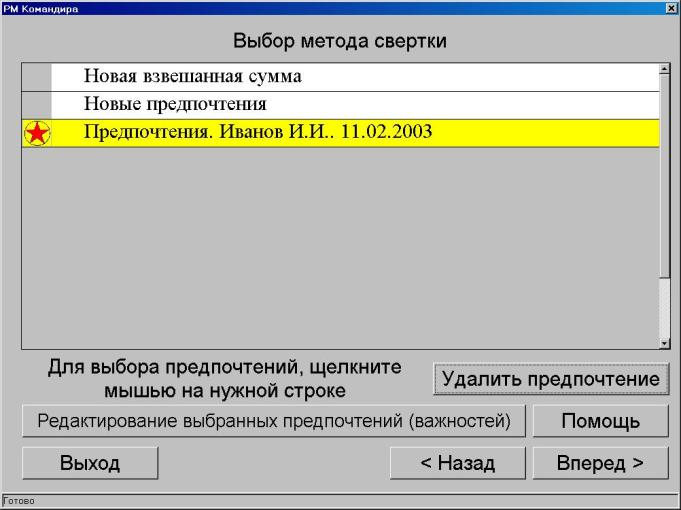 РМ Командира
Выбор метода свертки
Новая взвешанная сумма
Новые предпочтения
Предпочтения. Иванов И.И.. 11.02.2003
Для выбора предпочтений, щелкните
мышью на нужной строке
Удалить предпочтение
Редактирование выбранных предпочтений (важностей)
Помощь
Выход
< Назад
Вперед >
Готово